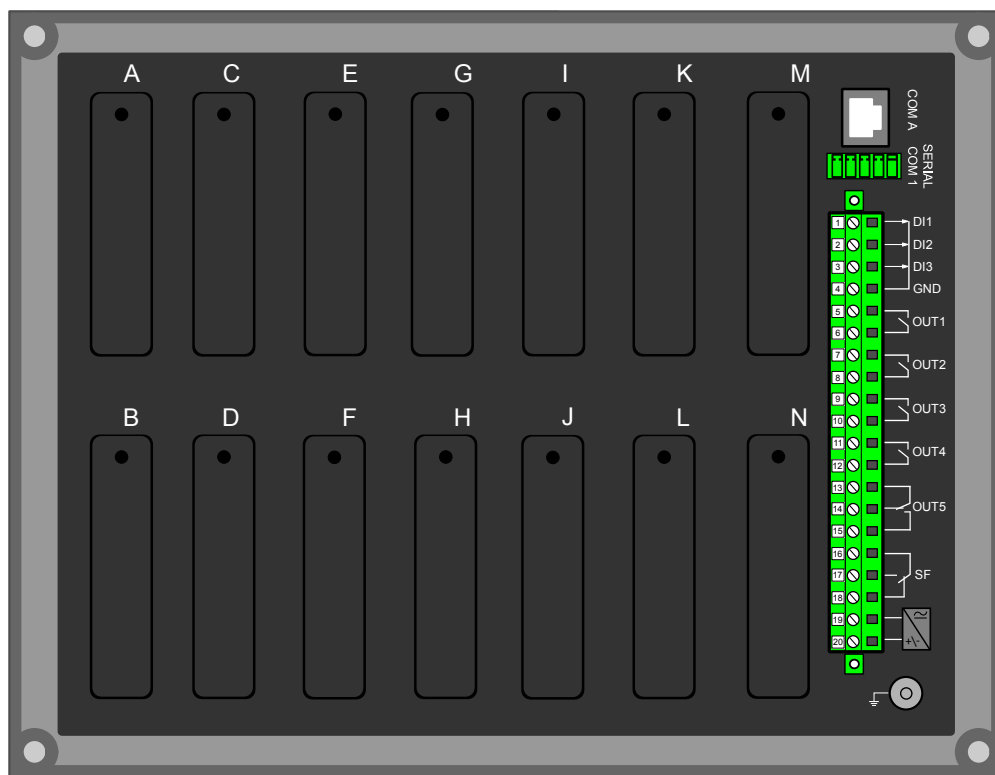 A C E G I K M
COM A
SERIAL
COM 1
1 DI1
2 DI2
3 DI3
4 GND
5
OUT1
6
7
OUT2
8
9
OUT3
10
B D F H J L N
11
OUT4
12
13
14 OUT5
15
16
17 SF
18
19
20 +/-